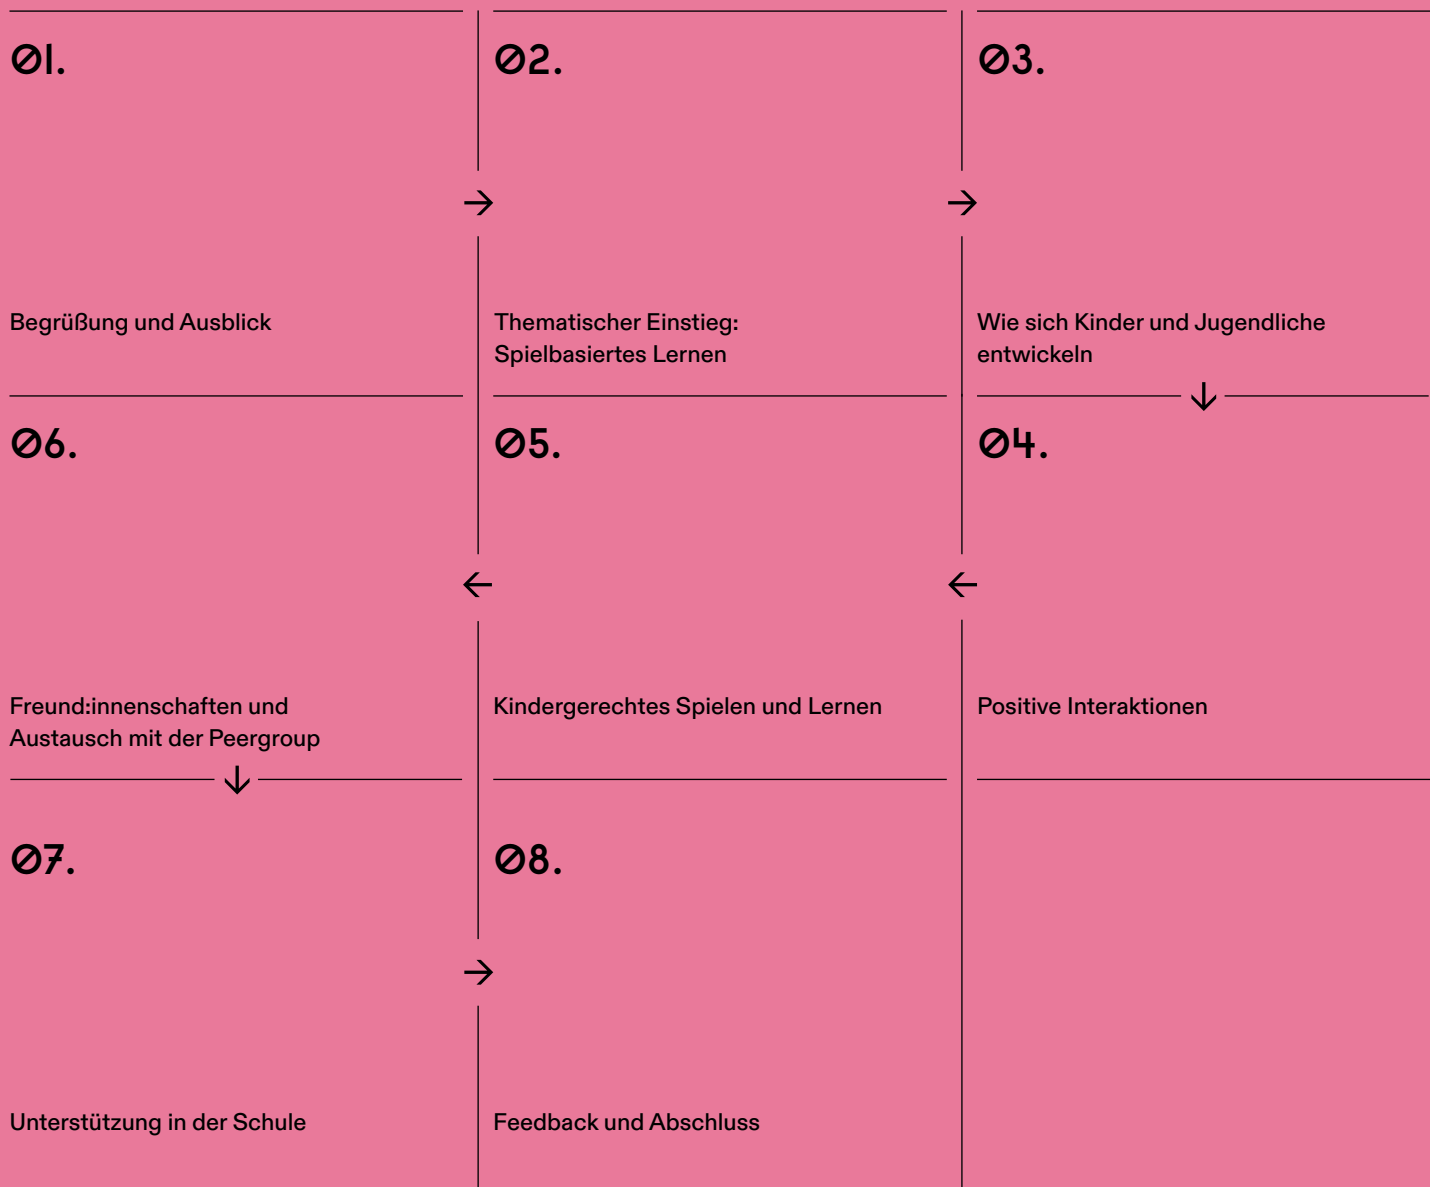 01.
Begrüßung und Ausblick
02.
Thematischer Einstieg:
Spielbasiertes Lernen
03.
Wie sich Kinder und Jugendliche
entwickeln
04.
Positive Interaktionen
05.
Kindergerechtes Spielen und Lernen
06.
Freund:innenschaften und
Austausch mit der Peergroup
07.
Unterstützung in der Schule
08.
Feedback und Abschluss